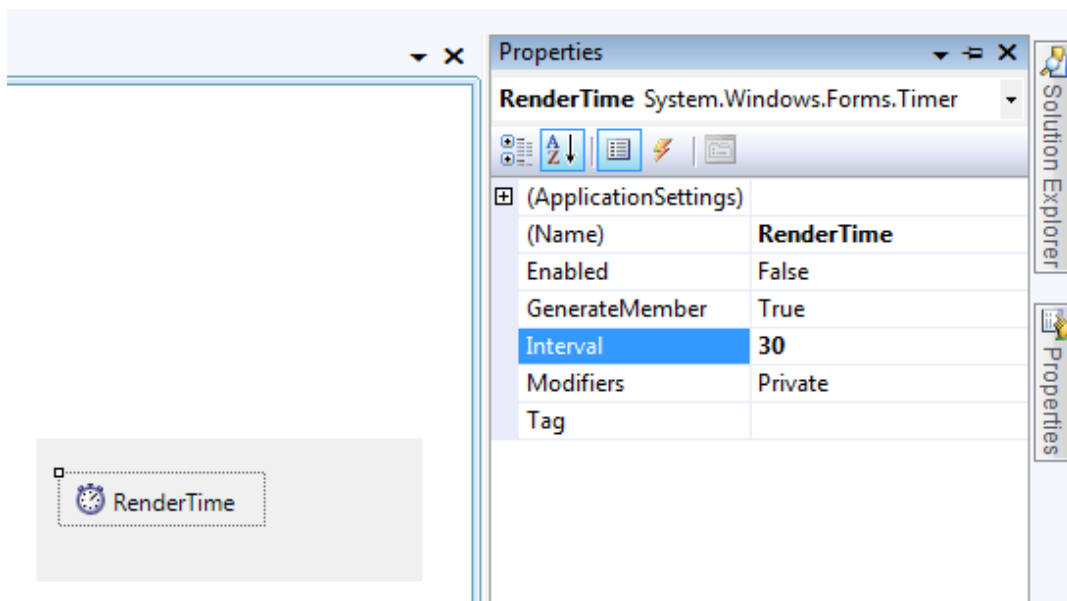 Properties
RenderTime System.Windows.Forms.Timer
(ApplicationSettings)
(Name) RenderTime
Enabled False
GenerateMember True
Interval 30
Modifiers Private
Tag
RenderTime
Solution Explorer
Properties